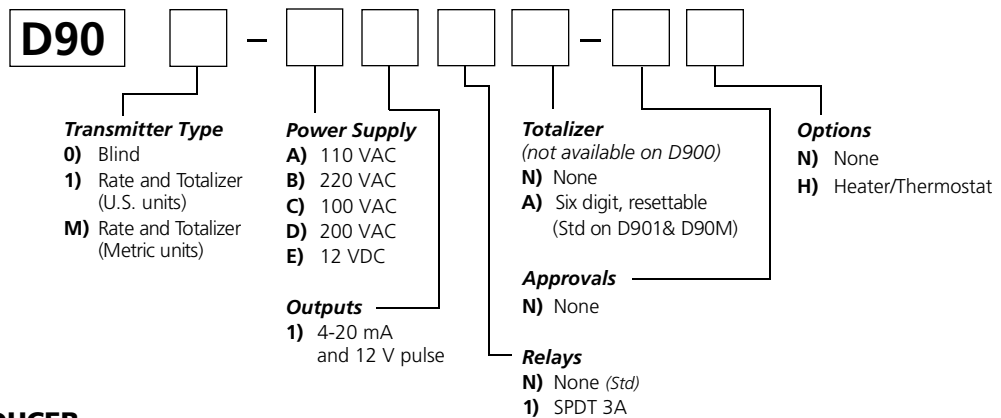 D90
Transmitter Type
0) Blind
1) Rate and Totalizer
(U.S. units)
M) Rate and Totalizer
(Metric units)
Power Supply
A) 110 VAC
B) 220 VAC
C) 100 VAC
D) 200 VAC
E) 12 VDC
Outputs
1) 4-20 mA
and 12 V pulse
Totalizer
(not available on D900)
N) None
A) Six digit, resettable
(Std on D901& D90M)
Approvals
N) None
Relays
N) None (Std)
1) SPDT 3A
Options
N) None
H) Heater/Thermostat